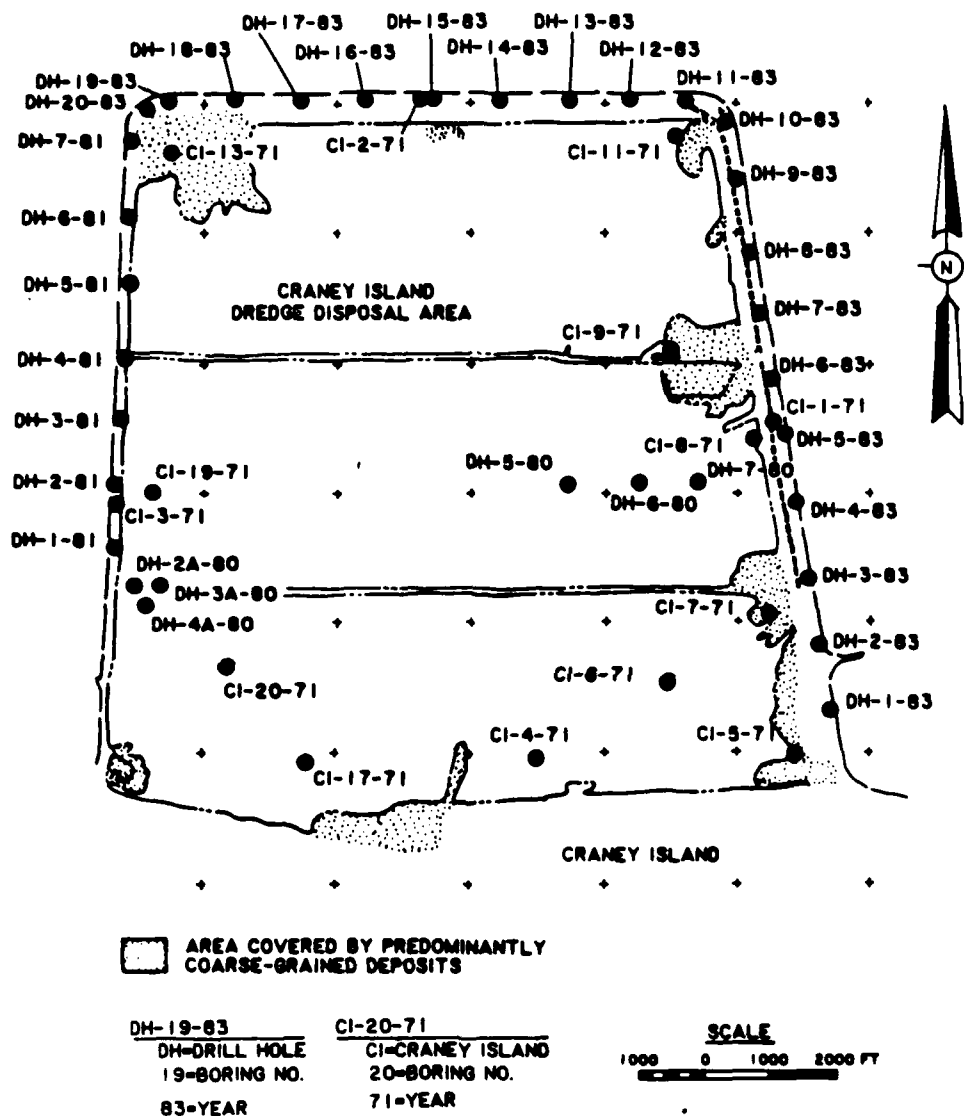 DH-17-83
DH-15-83
DH-13-83
DH-18-83
DH-16-83
DH-14-83
DH-12-83
DH-19-83
DH-11-83
DH-20-83
DH-10-83
DH-7-81
CI-13-71
CI-2-71
CI-11-71
DH-9-83
DH-6-81
DH-8-83
DH-5-81
CRANEY ISLAND
DREDGE DISPOSAL AREA
N
DH-7-83
CI-9-71
DH-4-81
DH-6-83
DH-3-81
CI-1-71
CI-8-71
DH-5-83
DH-2-81
CI-19-71
DH-5-80
DH-7-80
DH-6-80
CI-3-71
DH-4-83
DH-1-81
DH-2A-80
DH-3A-80
DH-3-83
DH-4A-80
CI-7-71
DH-2-83
CI-20-71
CI-6-71
DH-1-83
CI-5-71
CI-4-71
CI-17-71
CRANEY ISLAND
AREA COVERED BY PREDOMINANTLY
COARSE-GRAINED DEPOSITS
DH-19-83
DH=DRILL HOLE
19=BORING NO.
83=YEAR
CI-20-71
CI=CRANEY ISLAND
20=BORING NO.
71=YEAR
SCALE
1000 0 1000 2000 FT